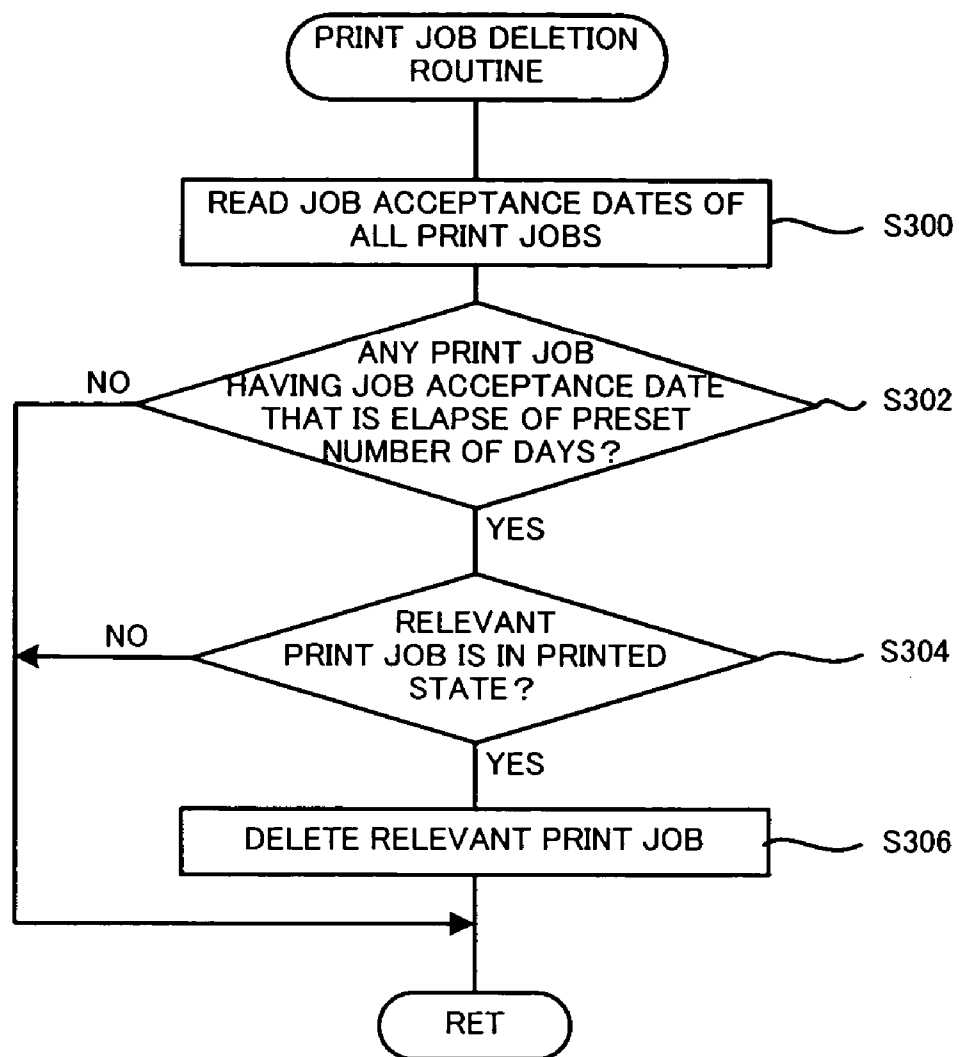 PRINT JOB DELETION
ROUTINE
READ JOB ACCEPTANCE DATES OF
ALL PRINT JOBS
S300
ANY PRINT JOB
HAVING JOB ACCEPTANCE DATE
THAT IS ELAPSE OF PRESET
NUMBER OF DAYS?
NO
S302
YES
RELEVANT
PRINT JOB IS IN PRINTED
STATE?
NO
S304
YES
DELETE RELEVANT PRINT JOB
S306
RET